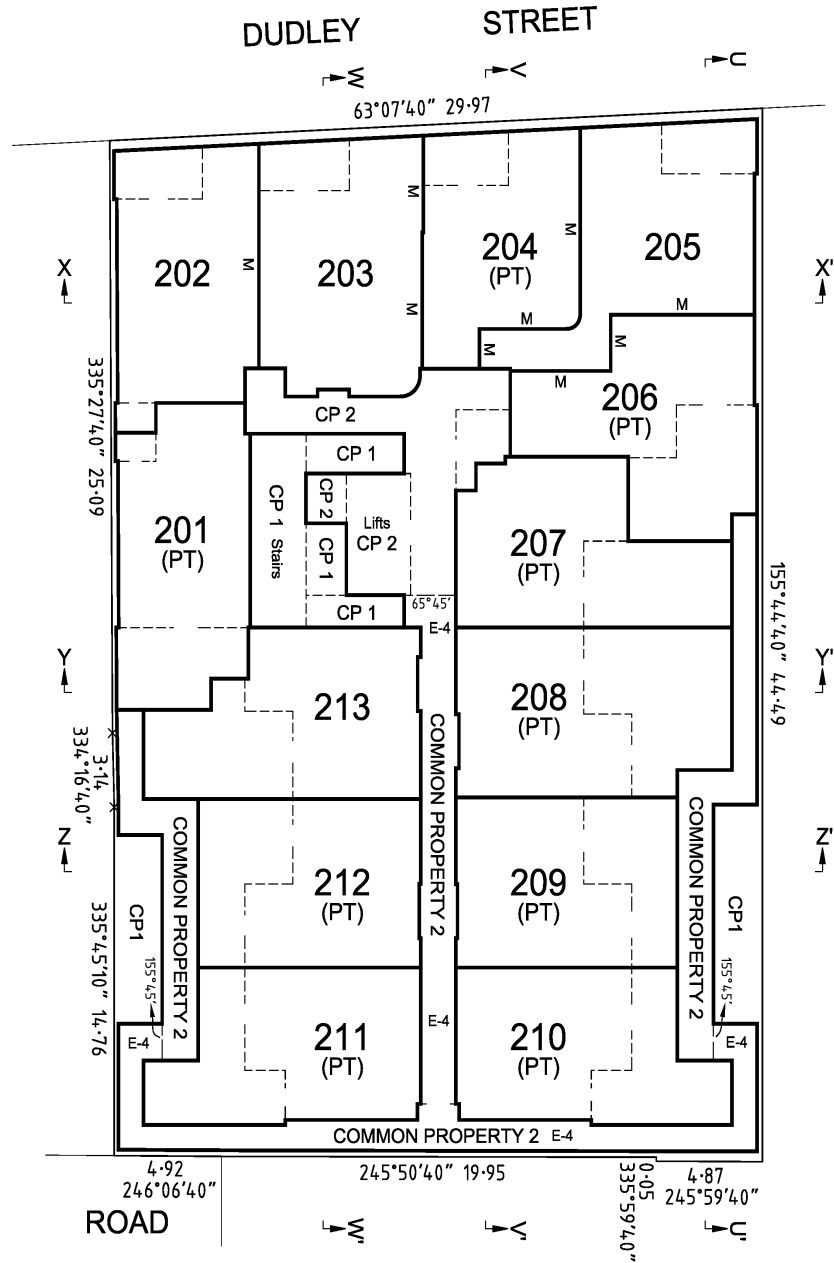 DUDLEY STREET
W V U
63°07'40" 29·97
202 203 204 205
(PT)
M M M M M M M M
X X'
206
(PT)
CP 2
CP 1
335°27'40" 25·09
201
(PT)
CP 1 Stairs
CP 2
Lifts
CP 2
CP 1
207
(PT)
CP 1
65°45'
E-4
155°44'40" 44·49
Y Y'
213
208
(PT)
COMMON PROPERTY 2
3·14
334°16'40"
Z Z'
COMMON PROPERTY 2
COMMON PROPERTY 2
212
(PT)
209
(PT)
CP1
CP1
335°45'10" 14·76
155°45'
155°45'
E-4
E-4
E-4
211
(PT)
210
(PT)
COMMON PROPERTY 2 E-4
4·92
246°06'40"
245°50'40" 19·95
0·05
335°59'40"
4·87
245°59'40"
ROAD
W' V' U'